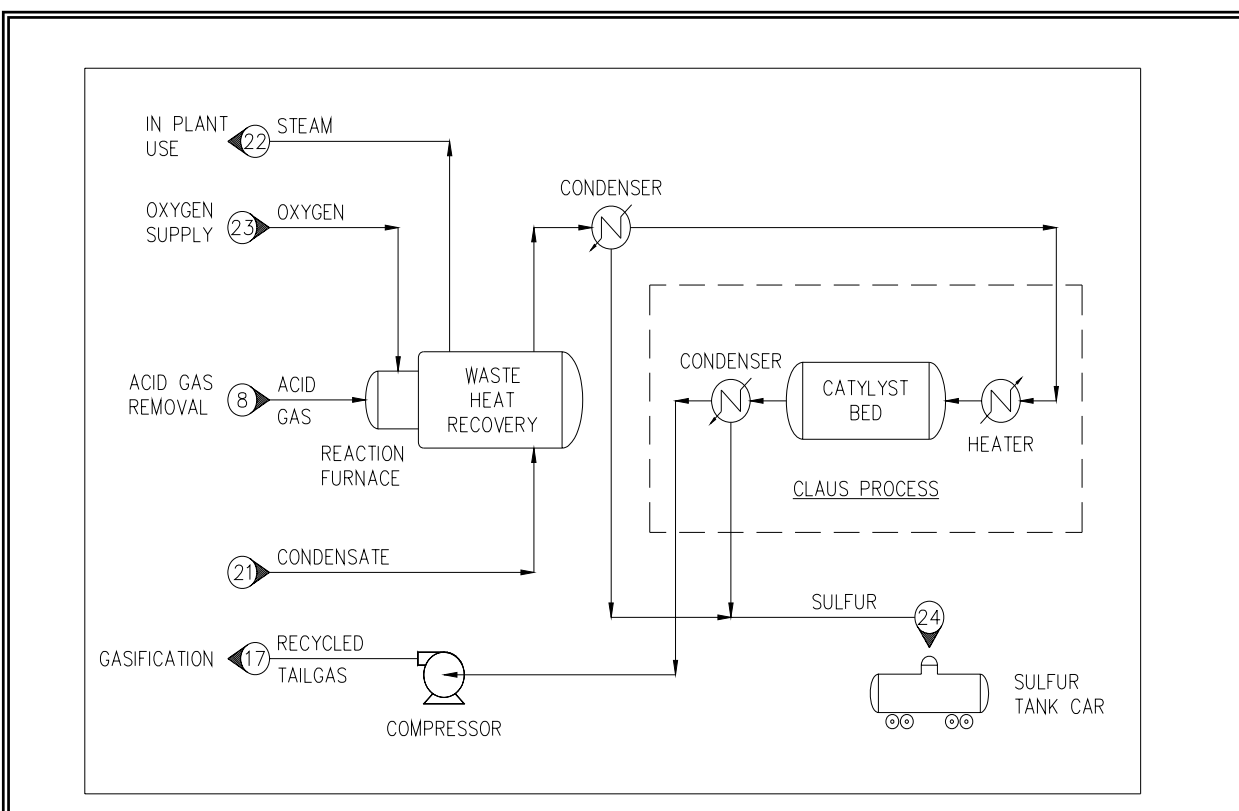 IN PLANT
USE
22
STEAM
OXYGEN
SUPPLY
23
OXYGEN
CONDENSER
ACID GAS
REMOVAL
8
ACID
GAS
REACTION
FURNACE
WASTE
HEAT
RECOVERY
CONDENSER
CATYLYST
BED
HEATER
CLAUS PROCESS
21
CONDENSATE
SULFUR
24
GASIFICATION
17
RECYCLED
TAILGAS
COMPRESSOR
SULFUR
TANK CAR